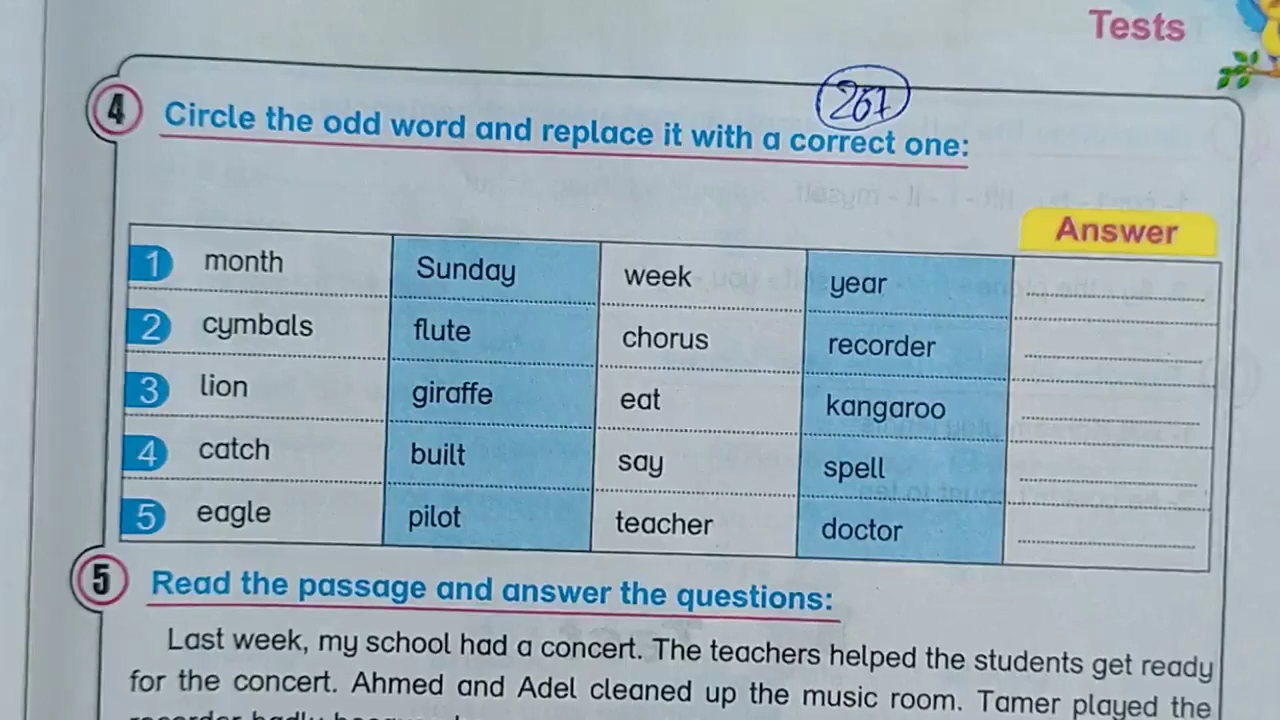 Tests
267
4 Circle the odd word and replace it with a correct one:
Answer
1 month Sunday week year
2 cymbals flute chorus recorder
3 lion giraffe eat kangaroo
4 catch built say spell
5 eagle pilot teacher doctor
5 Read the passage and answer the questions:
Last week, my school had a concert. The teachers helped the students get ready
for the concert. Ahmed and Adel cleaned up the music room. Tamer played the
recorder badly